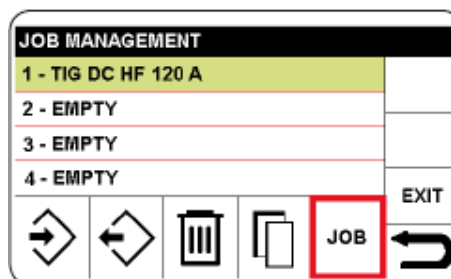 JOB MANAGEMENT
1 - TIG DC HF 120 A
2 - EMPTY
3 - EMPTY
4 - EMPTY
EXIT
JOB